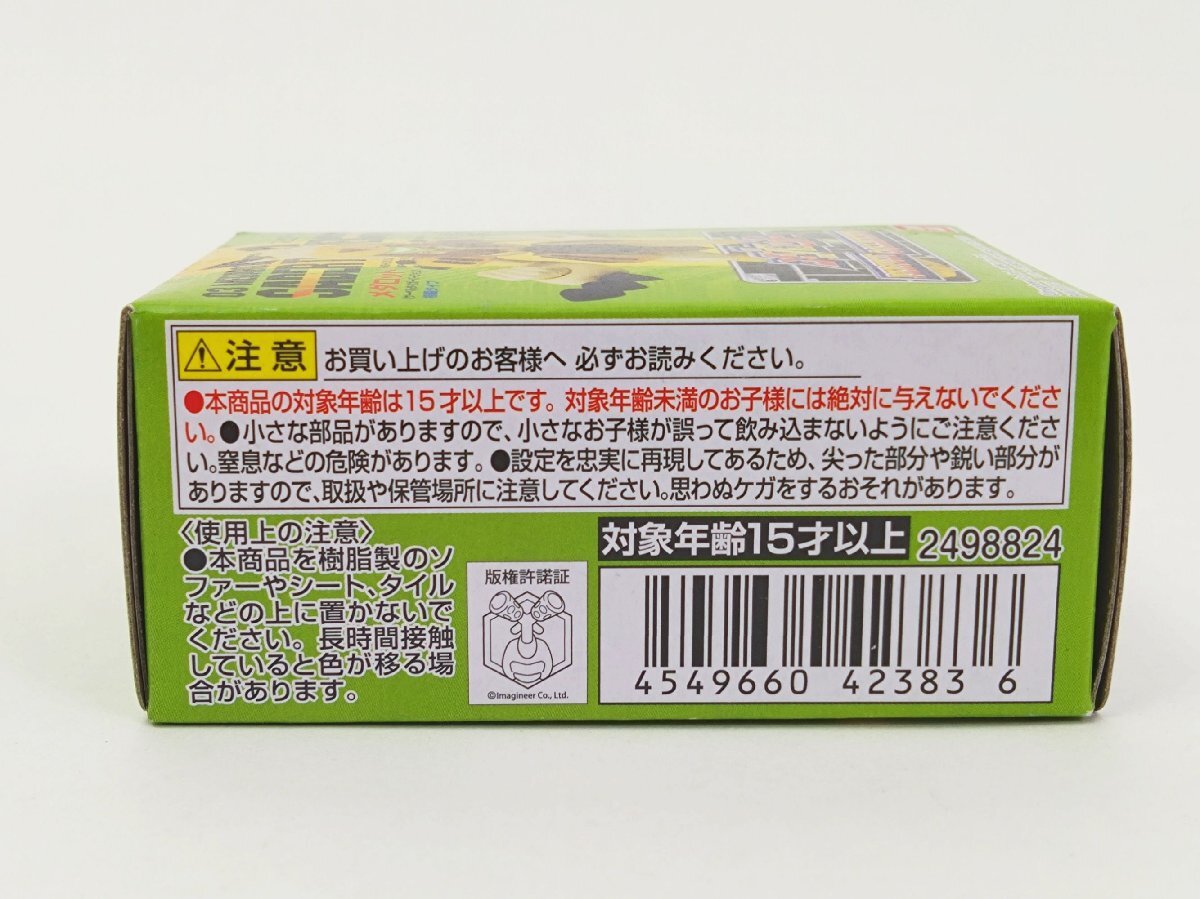 メダロット
⚠注意 お買い上げのお客様へ 必ずお読みください。
●本商品の対象年齢は15才以上です。対象年齢未満のお子様には絶対に与えないでくださ
い。●小さな部品がありますので、小さなお子様が誤って飲み込まないようにご注意くださ
い。窒息などの危険があります。●設定を忠実に再現してあるため、尖った部分や鋭い部分が
ありますので、取扱や保管場所に注意してください。思わぬケガをするおそれがあります。
〈使用上の注意〉
●本商品を樹脂製のソ
ファーやシート、タイル
などの上に置かないで
ください。長時間接触
していると色が移る場
合があります。
版権許諾証
©Imagineer Co., Ltd.
対象年齢15才以上 2498824
4549660 42383 6